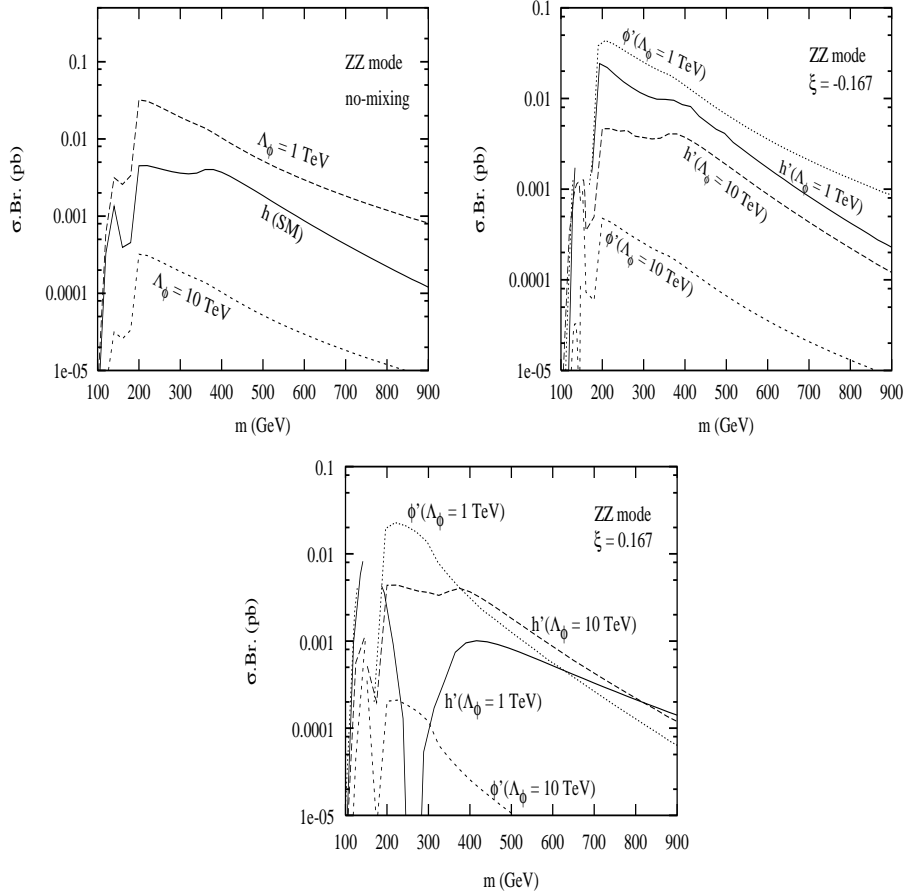 0.1
0.01
0.001
0.0001
1e-05
100 200 300 400 500 600 700 800 900
σ.Br. (pb)
m (GeV)
ZZ mode
no-mixing
Λϕ = 1 TeV
h (SM)
Λϕ = 10 TeV
0.1
0.01
0.001
0.0001
1e-05
100 200 300 400 500 600 700 800 900
σ.Br. (pb)
m (GeV)
ZZ mode
ξ = -0.167
ϕ'(Λϕ = 1 TeV)
h'(Λϕ = 1 TeV)
h'(Λϕ = 10 TeV)
ϕ'(Λϕ = 10 TeV)
0.1
0.01
0.001
0.0001
1e-05
100 200 300 400 500 600 700 800 900
σ.Br. (pb)
m (GeV)
ZZ mode
ξ = 0.167
ϕ'(Λϕ = 1 TeV)
h'(Λϕ = 10 TeV)
h'(Λϕ = 1 TeV)
ϕ'(Λϕ = 10 TeV)